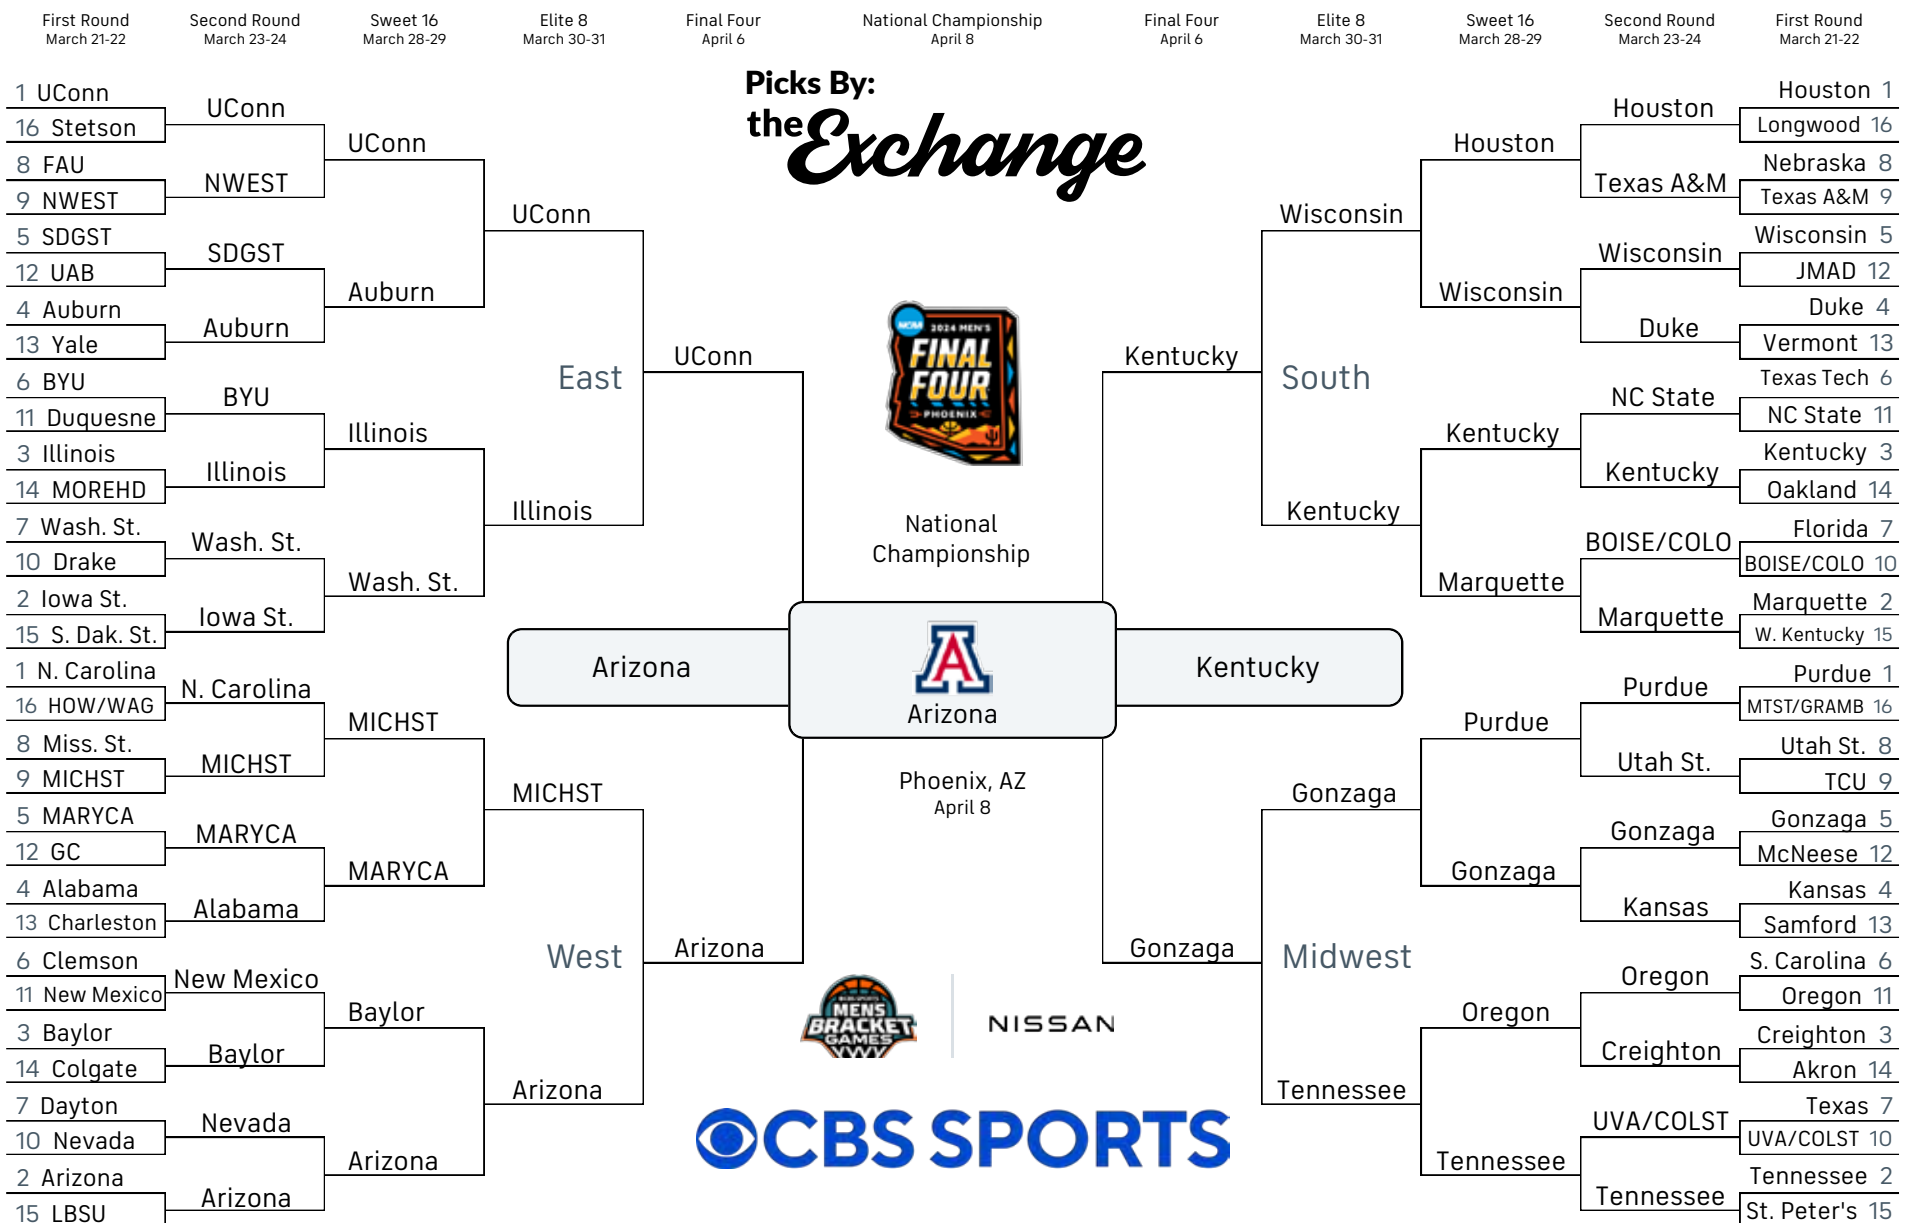 First Round
March 21-22
Second Round
March 23-24
Sweet 16
March 28-29
Elite 8
March 30-31
Final Four
April 6
National Championship
April 8
Final Four
April 6
Elite 8
March 30-31
Sweet 16
March 28-29
Second Round
March 23-24
First Round
March 21-22
Picks By:
the Exchange
1 UConn
16 Stetson
8 FAU
9 NWEST
5 SDGST
12 UAB
4 Auburn
13 Yale
6 BYU
11 Duquesne
3 Illinois
14 MOREHD
7 Wash. St.
10 Drake
2 Iowa St.
15 S. Dak. St.
1 N. Carolina
16 HOW/WAG
8 Miss. St.
9 MICHST
5 MARYCA
12 GC
4 Alabama
13 Charleston
6 Clemson
11 New Mexico
3 Baylor
14 Colgate
7 Dayton
10 Nevada
2 Arizona
15 LBSU
UConn
NWEST
SDGST
Auburn
BYU
Illinois
Wash. St.
Iowa St.
N. Carolina
MICHST
MARYCA
Alabama
New Mexico
Baylor
Nevada
Arizona
UConn
Auburn
Illinois
Wash. St.
MICHST
MARYCA
Baylor
Arizona
UConn
Illinois
MICHST
Arizona
East
West
UConn
Arizona
NCAA
2024 MEN'S
FINAL
FOUR
PHOENIX
National
Championship
Arizona
Arizona
Kentucky
Phoenix, AZ
April 8
CBS SPORTS
MENS
BRACKET
GAMES
NISSAN
CBS SPORTS
Kentucky
Gonzaga
South
Midwest
Wisconsin
Kentucky
Gonzaga
Tennessee
Houston
Wisconsin
Kentucky
Marquette
Purdue
Gonzaga
Oregon
Tennessee
Houston
Texas A&M
Wisconsin
Duke
NC State
Kentucky
BOISE/COLO
Marquette
Purdue
Utah St.
Gonzaga
Kansas
Oregon
Creighton
UVA/COLST
Tennessee
Houston 1
Longwood 16
Nebraska 8
Texas A&M 9
Wisconsin 5
JMAD 12
Duke 4
Vermont 13
Texas Tech 6
NC State 11
Kentucky 3
Oakland 14
Florida 7
BOISE/COLO 10
Marquette 2
W. Kentucky 15
Purdue 1
MTST/GRAMB 16
Utah St. 8
TCU 9
Gonzaga 5
McNeese 12
Kansas 4
Samford 13
S. Carolina 6
Oregon 11
Creighton 3
Akron 14
Texas 7
UVA/COLST 10
Tennessee 2
St. Peter's 15